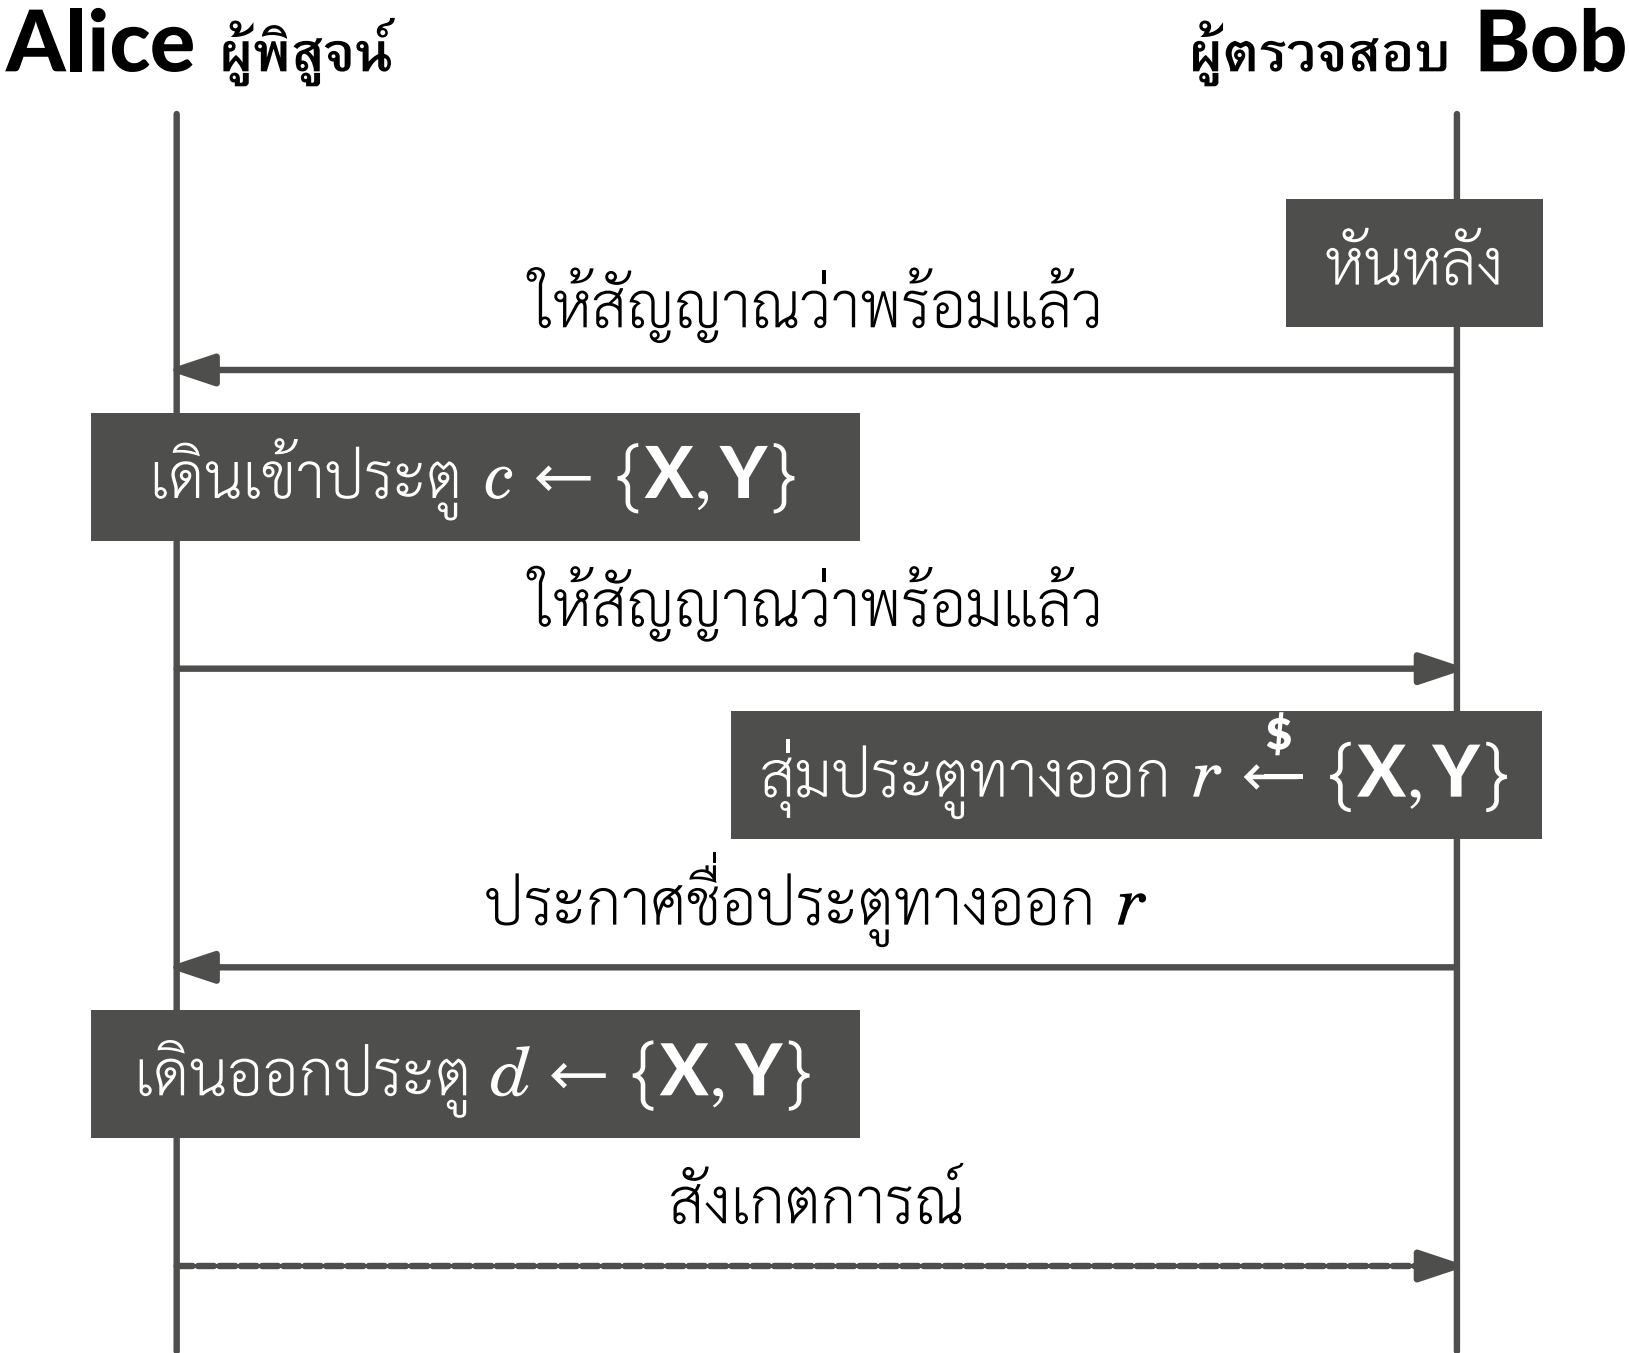 Alice ผู้พิสูจน์
ผู้ตรวจสอบ Bob
หันหลัง
ให้สัญญาณว่าพร้อมแล้ว
เดินเข้าประตู c ← {X, Y}
ให้สัญญาณว่าพร้อมแล้ว
สุ่มประตูทางออก r ←$ {X, Y}
ประกาศชื่อประตูทางออก r
เดินออกประตู d ← {X, Y}
สังเกตการณ์